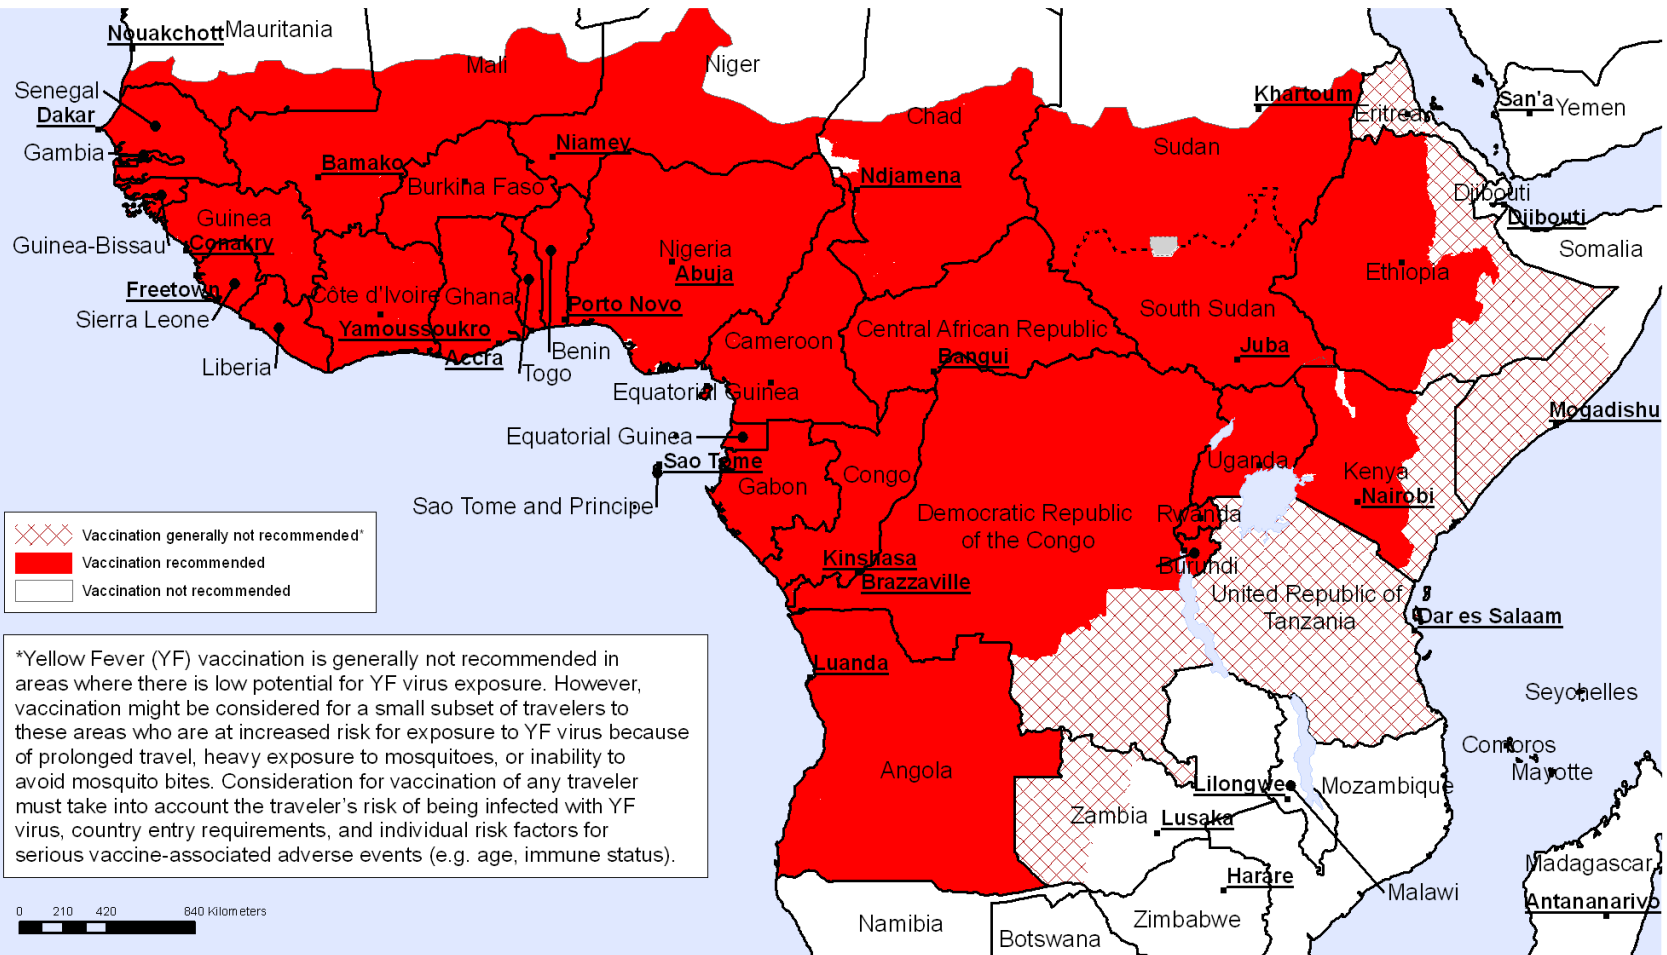 Nouakchott
Mauritania
Mali
Niger
Chad
Khartoum
Eritrea
San'a
Yemen
Senegal
Dakar
Gambia
Bamako
Niamey
Burkina Faso
Ndjamena
Sudan
Djibouti
Djibouti
Guinea
Conakry
Guinea-Bissau
Nigeria
Abuja
Ethiopia
Somalia
Freetown
Côte d'Ivoire
Ghana
Porto Novo
South Sudan
Sierra Leone
Yamoussoukro
Accra
Benin
Togo
Liberia
Cameroon
Central African Republic
Bangui
Juba
Equatorial Guinea
Mogadishu
Equatorial Guinea
Sao Tome
Gabon
Congo
Uganda
Kenya
Nairobi
Sao Tome and Principe
Democratic Republic
of the Congo
Rwanda
Burundi
Kinshasa
Brazzaville
United Republic of
Tanzania
Dar es Salaam
Vaccination generally not recommended*
Vaccination recommended
Vaccination not recommended
Luanda
Seychelles
Comoros
Mayotte
Angola
Lilongwe
Mozambique
Zambia
Lusaka
Harare
Malawi
Madagascar
Antananarivo
Namibia
Botswana
Zimbabwe
*Yellow Fever (YF) vaccination is generally not recommended in
areas where there is low potential for YF virus exposure. However,
vaccination might be considered for a small subset of travelers to
these areas who are at increased risk for exposure to YF virus because
of prolonged travel, heavy exposure to mosquitoes, or inability to
avoid mosquito bites. Consideration for vaccination of any traveler
must take into account the traveler's risk of being infected with YF
virus, country entry requirements, and individual risk factors for
serious vaccine-associated adverse events (e.g. age, immune status).
0 210 420 840 Kilometers